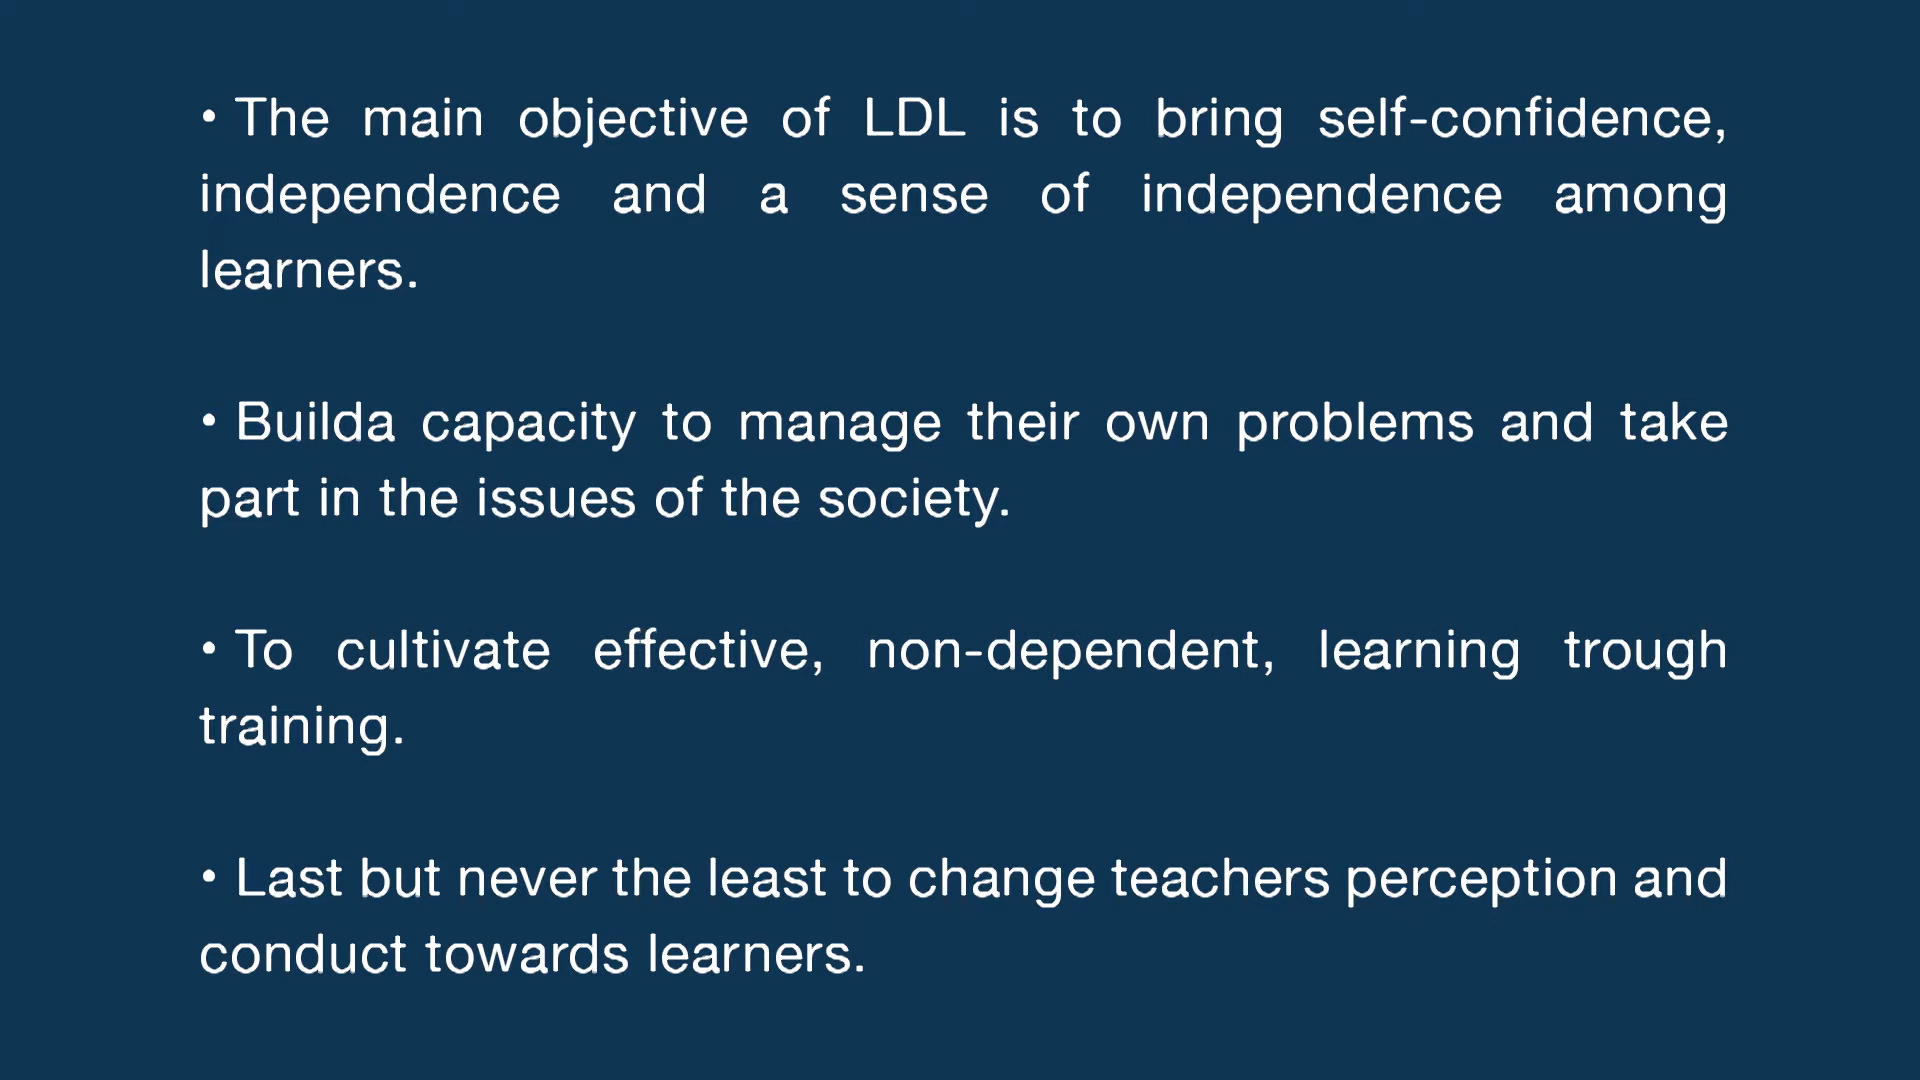 • The main objective of LDL is to bring self-confidence,
independence and a sense of independence among
learners.
• Builda capacity to manage their own problems and take
part in the issues of the society.
• To cultivate effective, non-dependent, learning trough
training.
• Last but never the least to change teachers perception and
conduct towards learners.